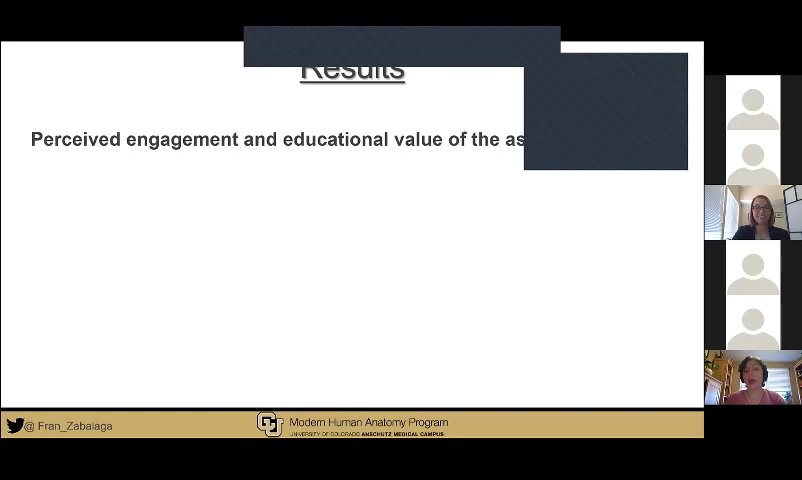 Results
Perceived engagement and educational value of the as
@ Fran_Zabalaga
Modern Human Anatomy Program
UNIVERSITY OF COLORADO ANSCHUTZ MEDICAL CAMPUS